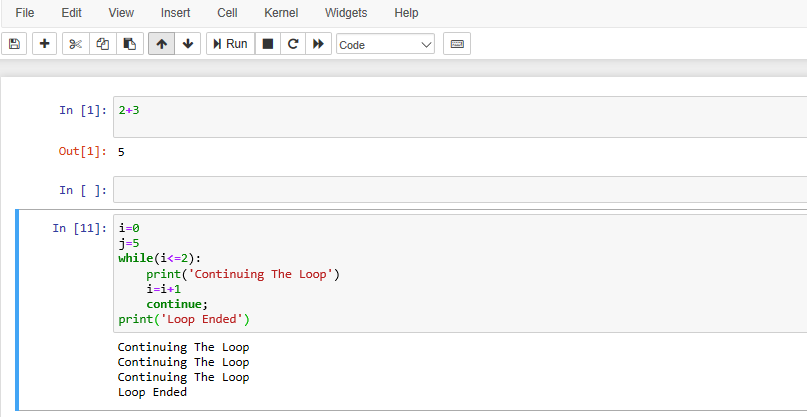 File Edit View Insert Cell Kernel Widgets Help
Run Code
In [1]: 2+3
Out[1]: 5
In [ ]:
In [11]: i=0
j=5
while(i<=2):
    print('Continuing The Loop')
    i=i+1
    continue;
print('Loop Ended')
Continuing The Loop
Continuing The Loop
Continuing The Loop
Loop Ended